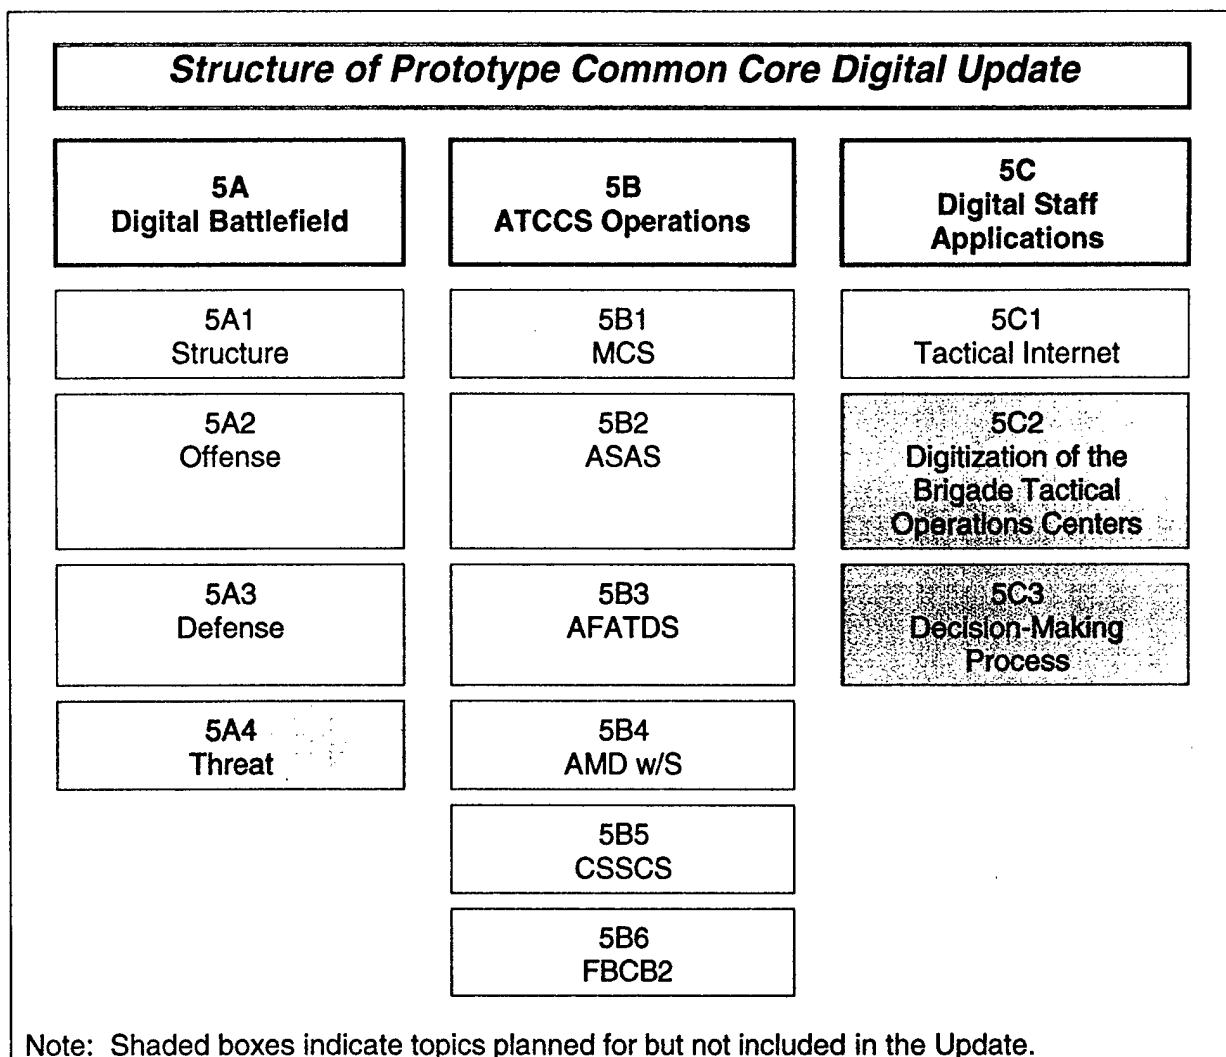 Structure of Prototype Common Core Digital Update
5A
Digital Battlefield
5A1
Structure
5A2
Offense
5A3
Defense
5A4
Threat
5B
ATCCS Operations
5B1
MCS
5B2
ASAS
5B3
AFATDS
5B4
AMD w/S
5B5
CSSCS
5B6
FBCB2
5C
Digital Staff
Applications
5C1
Tactical Internet
5C2
Digitization of the
Brigade Tactical
Operations Centers
5C3
Decision-Making
Process
Note: Shaded boxes indicate topics planned for but not included in the Update.